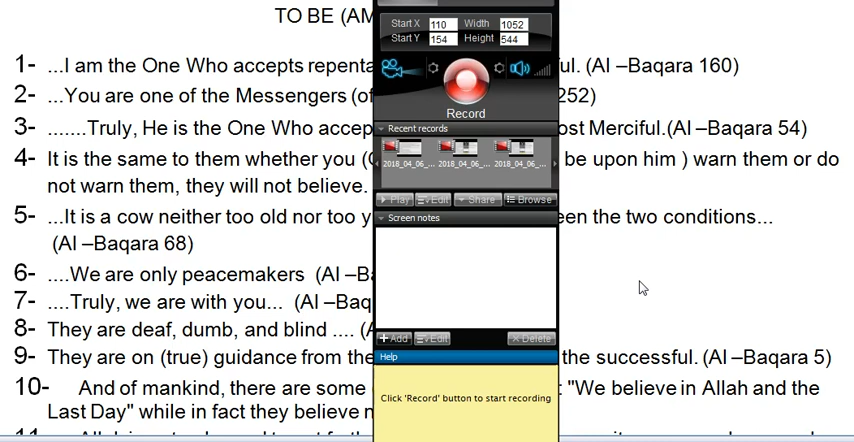 TO BE (AM
1- ...I am the One Who accepts repenta ful. (Al –Baqara 160)
2- ...You are one of the Messengers (of 252)
3- .......Truly, He is the One Who accep ost Merciful.(Al –Baqara 54)
4- It is the same to them whether you ( be upon him ) warn them or do
not warn them, they will not believe.
5- ...It is a cow neither too old nor too y een the two conditions...
(Al –Baqara 68)
6- ....We are only peacemakers (Al –Ba
7- ....Truly, we are with you... (Al –Baq
8- They are deaf, dumb, and blind .... (A
9- They are on (true) guidance from the the successful. (Al –Baqara 5)
10- And of mankind, there are some "We believe in Allah and the
Last Day" while in fact they believe n
Start X 110 Width 1052
Start Y 154 Height 544
Record
Recent records
2018_04_06_... 2018_04_06_... 2018_04_06_...
Play Edit Share Browse
Screen notes
Add Edit Delete
Help
Click 'Record' button to start recording